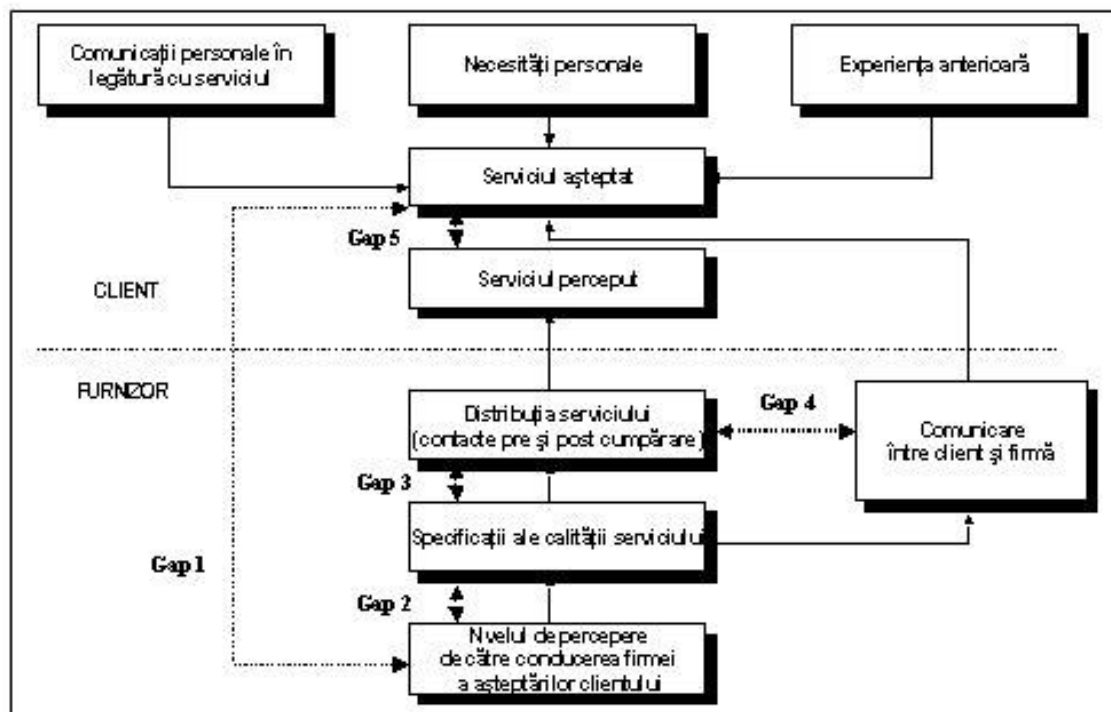 Comunicații personale în
legătură cu serviciul
Necesități personale
Experiența anterioară
Serviciul așteptat
Gap 5
Serviciul perceput
CLIENT
FURNIZOR
Distribuția serviciului
(contacte pre și post cumpărare)
Gap 4
Comunicare
între client și firmă
Gap 3
Specificații ale calității serviciului
Gap 1
Gap 2
Nivelul de percepere
de către conducerea firmei
a așteptărilor clientului